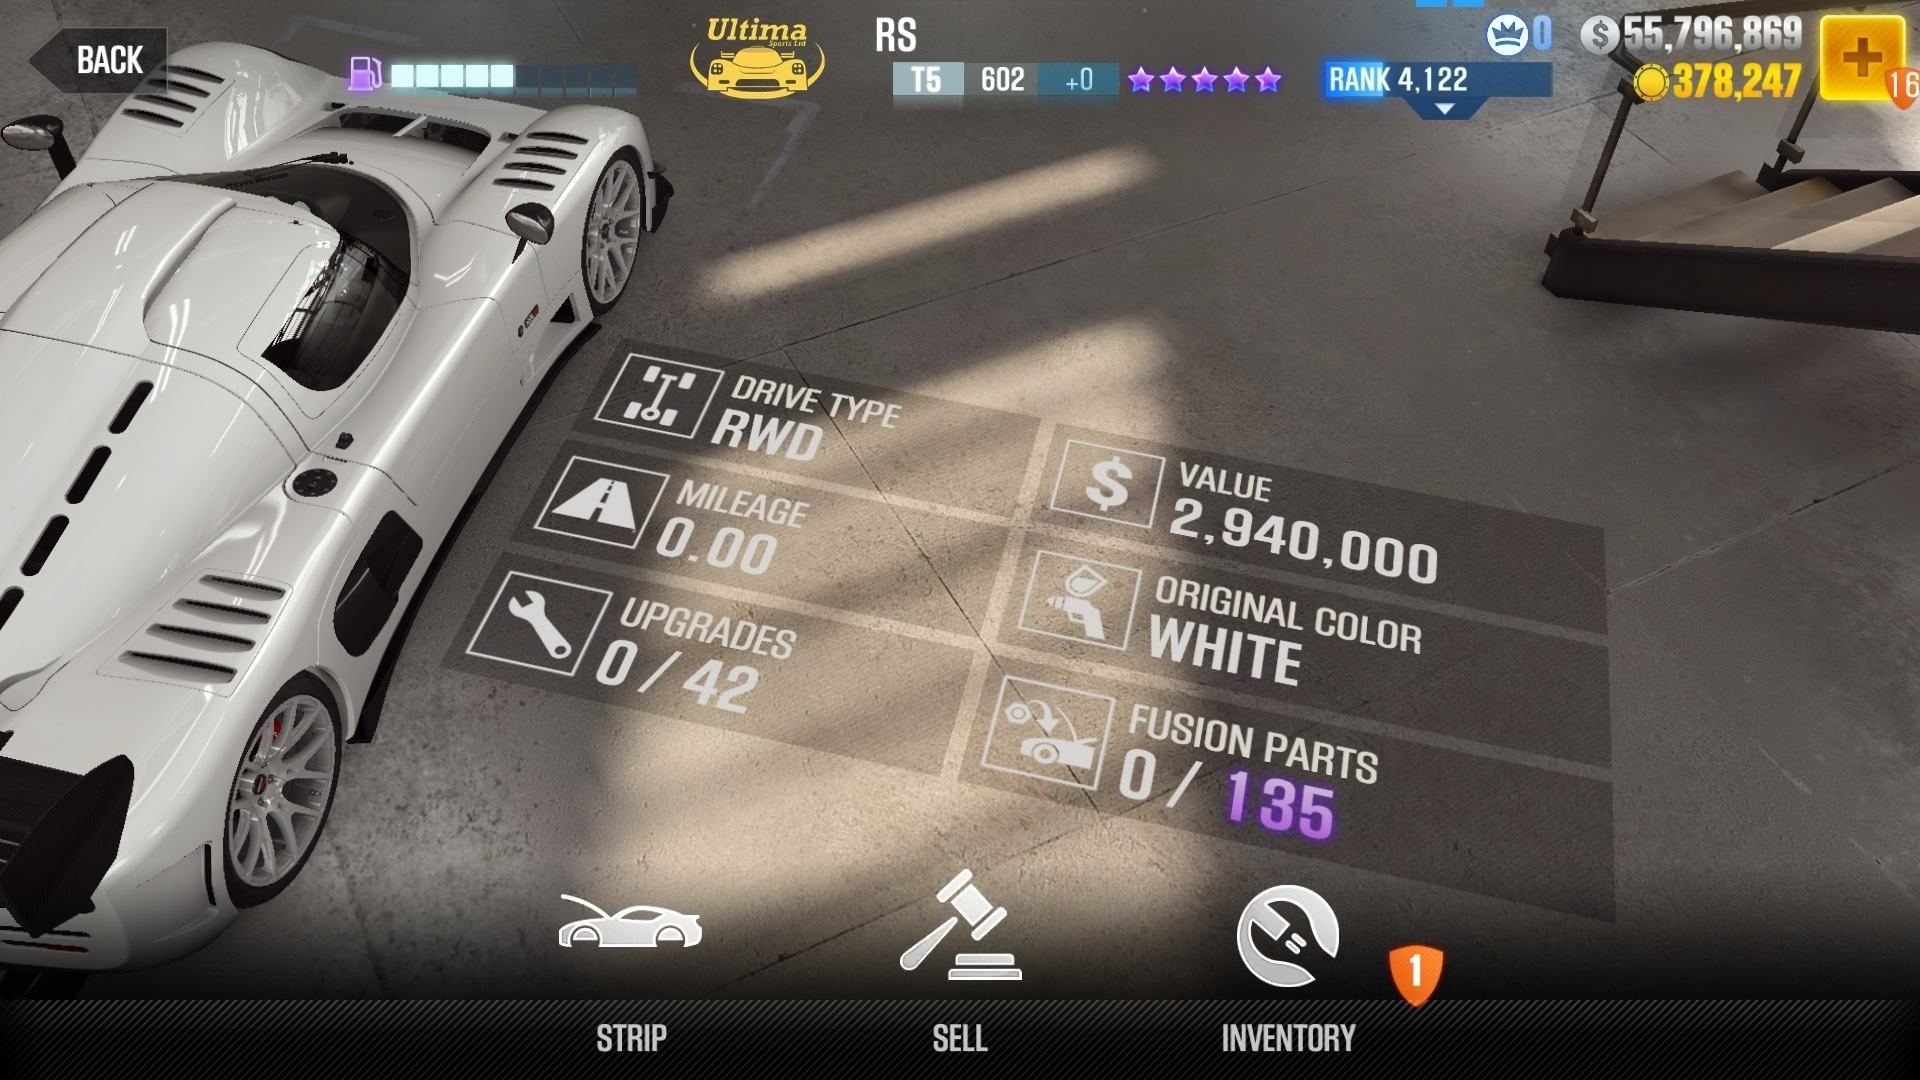 BACK
Ultima
Sports Ltd
RS
T5 602 +0
RANK 4,122
0
55,796,869
378,247
16
DRIVE TYPE
RWD
MILEAGE
0.00
UPGRADES
0 / 42
VALUE
2,940,000
ORIGINAL COLOR
WHITE
FUSION PARTS
0 / 135
1
STRIP
SELL
INVENTORY